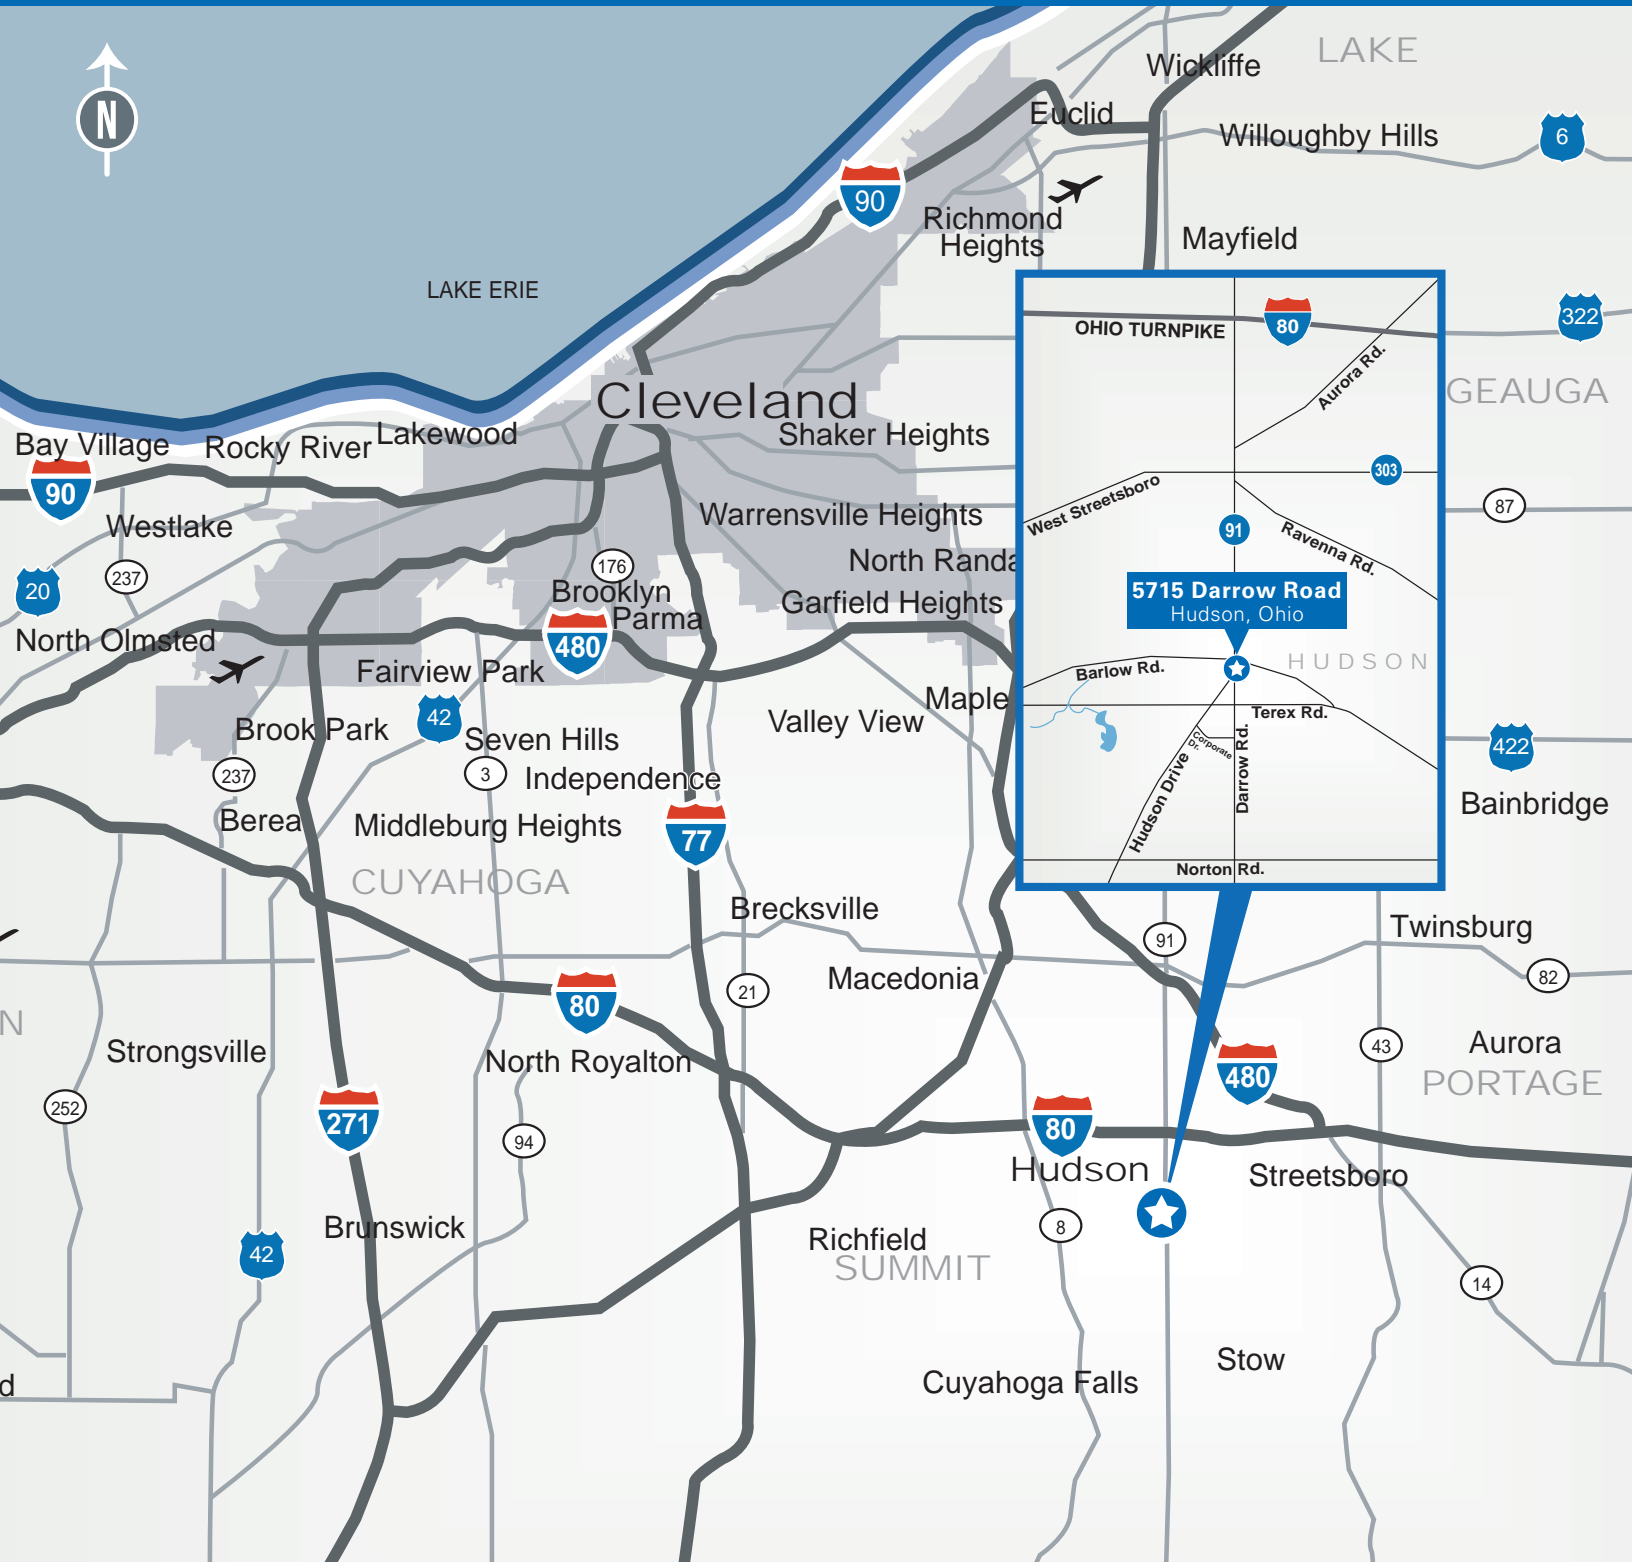 N
LAKE
Wickliffe
Euclid
Willoughby Hills
6
90
Richmond
Heights
Mayfield
LAKE ERIE
322
OHIO TURNPIKE
80
Aurora Rd.
GEAUGA
Cleveland
Shaker Heights
Lakewood
Rocky River
Bay Village
90
303
West Streetsboro
87
Westlake
Warrensville Heights
91
Ravenna Rd.
North Randa
176
237
20
Brooklyn
Parma
Garfield Heights
5715 Darrow Road
Hudson, Ohio
North Olmsted
480
HUDSON
Barlow Rd.
Fairview Park
Maple
Terex Rd.
42
Valley View
Brook Park
Seven Hills
Corporate
Dr.
Darrow Rd.
Hudson Drive
422
237
3
Independence
Bainbridge
Berea
Middleburg Heights
77
Norton Rd.
CUYAHOGA
Brecksville
Twinsburg
91
Macedonia
82
21
80
N
Strongsville
North Royalton
43
Aurora
PORTAGE
480
252
271
94
80
Hudson
Streetsboro
Brunswick
8
Richfield
SUMMIT
42
14
Stow
Cuyahoga Falls
d